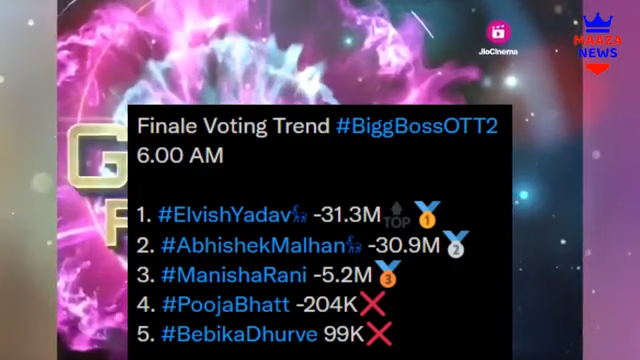 JioCinema
MAAZA
NEWS
G
F
Finale Voting Trend #BiggBossOTT2
6.00 AM
1. #ElvishYadav -31.3M TOP 1
2. #AbhishekMalhan -30.9M 2
3. #ManishaRani -5.2M 3
4. #PoojaBhatt -204K❌
5. #BebikaDhurve 99K❌